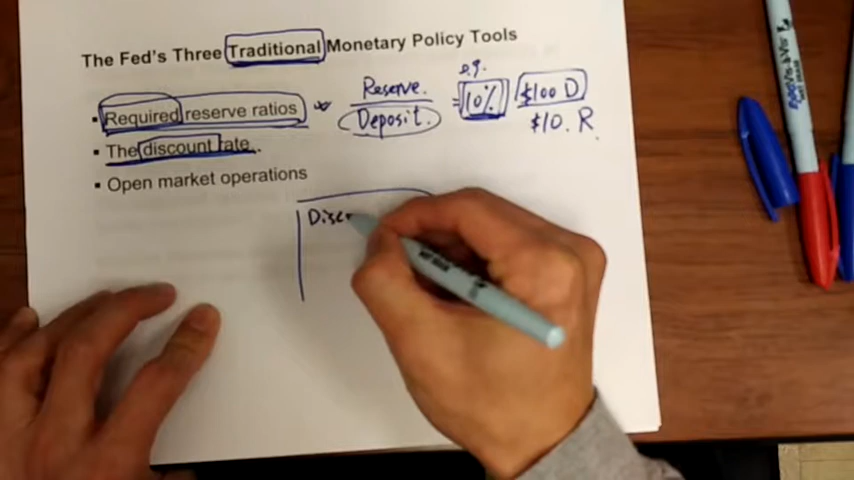 The Fed's Three Traditional Monetary Policy Tools
▪ Required reserve ratios
Reserve.
Deposit.
= 10%
e.g.
$100 D
$10. R
▪ The discount rate.
▪ Open market operations
Disco